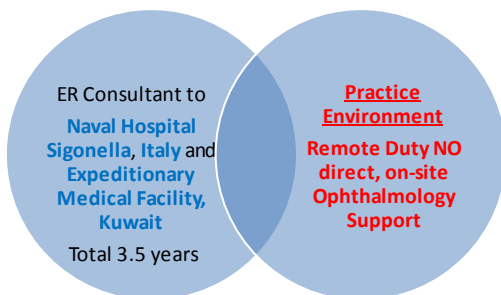 ER Consultant to
Naval Hospital
Sigonella, Italy and
Expeditionary
Medical Facility,
Kuwait
Total 3.5 years
Practice
Environment
Remote Duty NO
direct, on-site
Ophthalmology
Support